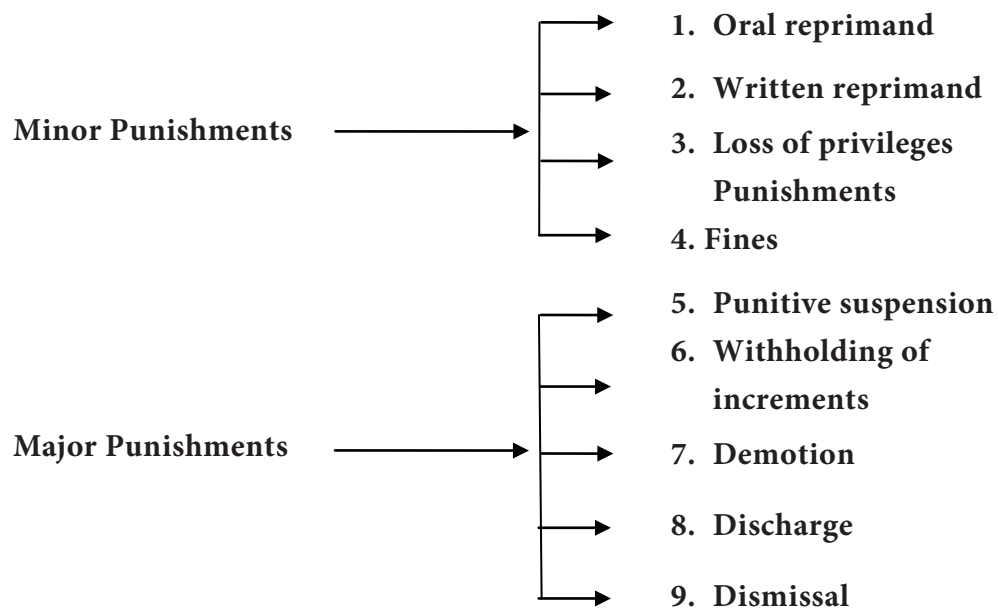 1. Oral reprimand
2. Written reprimand
Minor Punishments
3. Loss of privileges
Punishments
4. Fines
5. Punitive suspension
6. Withholding of
increments
Major Punishments
7. Demotion
8. Discharge
9. Dismissal